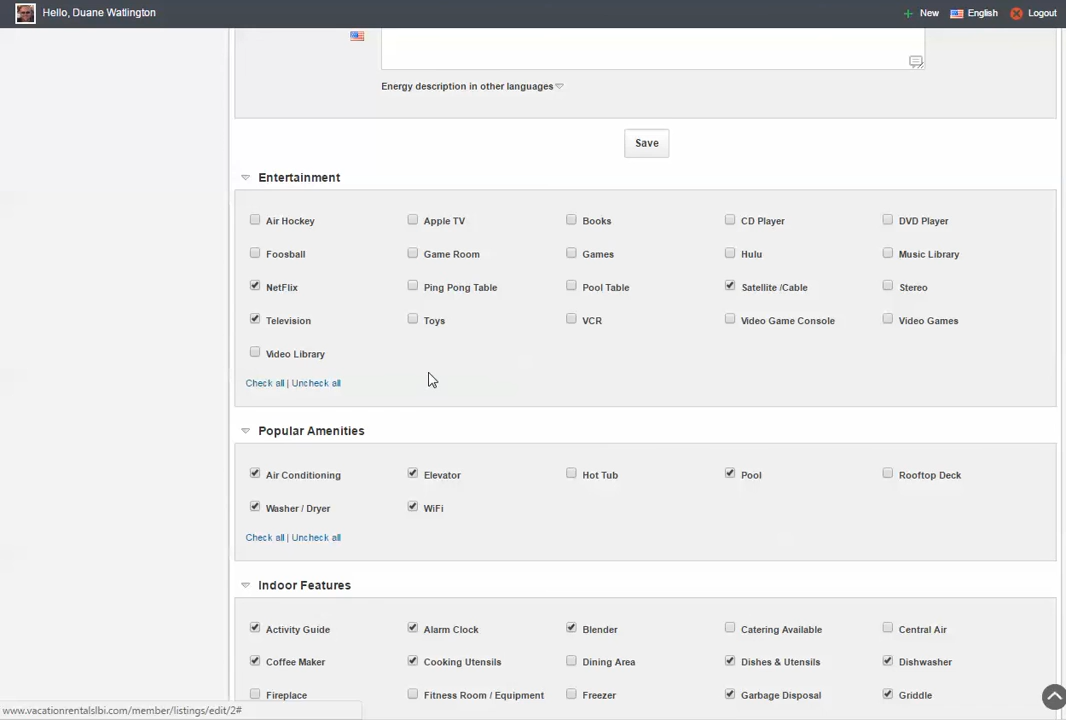 Hello, Duane Watlington
New English Logout
Energy description in other languages
Save
Entertainment
Air Hockey Apple TV Books CD Player DVD Player
Foosball Game Room Games Hulu Music Library
NetFlix Ping Pong Table Pool Table Satellite /Cable Stereo
Television Toys VCR Video Game Console Video Games
Video Library
Check all | Uncheck all
Popular Amenities
Air Conditioning Elevator Hot Tub Pool Rooftop Deck
Washer / Dryer WiFi
Check all | Uncheck all
Indoor Features
Activity Guide Alarm Clock Blender Catering Available Central Air
Coffee Maker Cooking Utensils Dining Area Dishes & Utensils Dishwasher
Fireplace Fitness Room / Equipment Freezer Garbage Disposal Griddle
www.vacationrentalslbi.com/member/listings/edit/2#